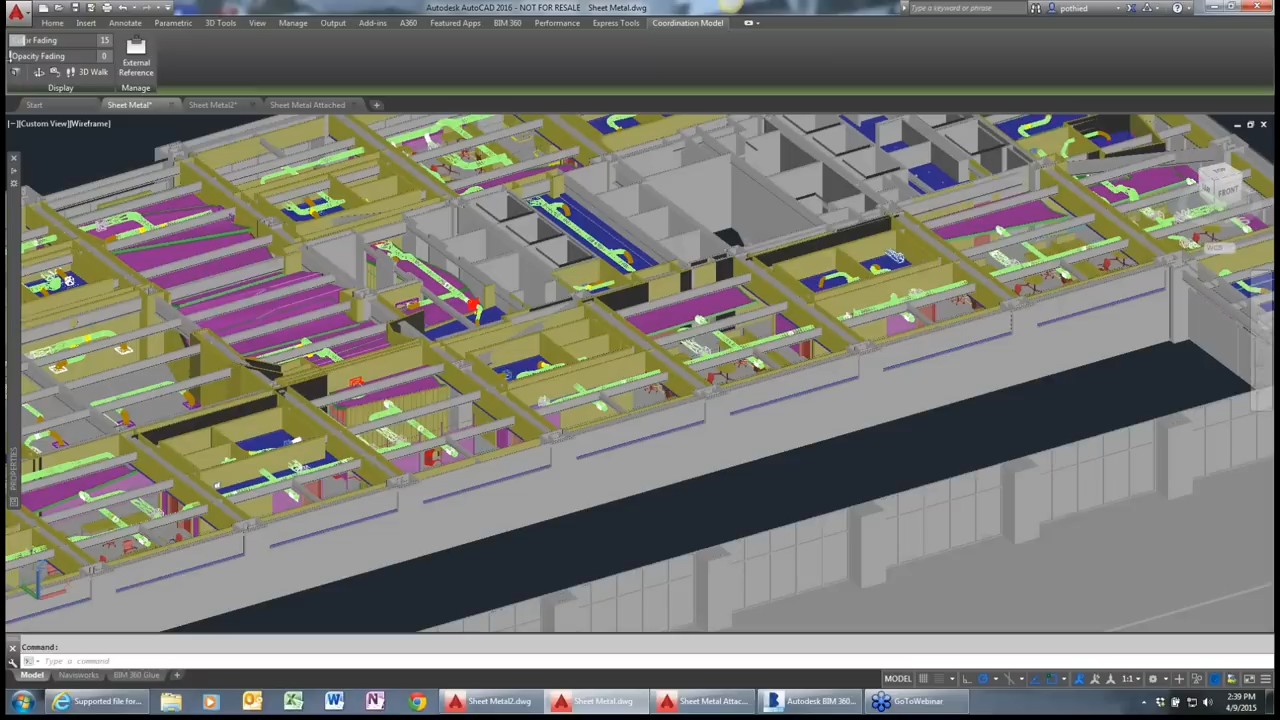 Autodesk AutoCAD 2016 - NOT FOR RESALE Sheet Metal.dwg
Type a keyword or phrase
pothied
Home Insert Annotate Parametric 3D Tools View Manage Output Add-ins A360 Featured Apps BIM 360 Performance Express Tools Coordination Model
Fading 15
Opacity Fading 0
3D Walk
External
Reference
Display Manage
Start Sheet Metal* Sheet Metal2* Sheet Metal Attached
[−][Custom View][Wireframe]
TOP
FRONT
WCS
PROPERTIES
Command:
Type a command
Model Navisworks BIM 360 Glue
MODEL 1:1
Supported file for... Sheet Metal2.dwg Sheet Metal.dwg Sheet Metal Attac... Autodesk BIM 360... GoToWebinar
2:39 PM
4/9/2015